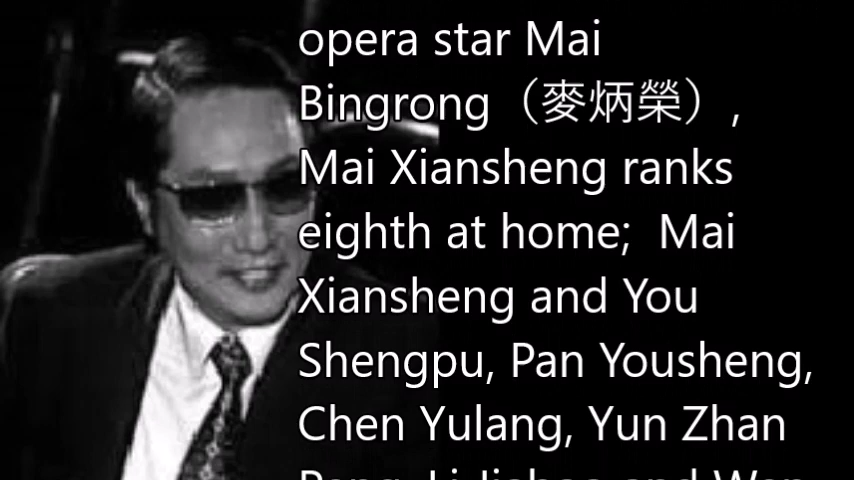 opera star Mai
Bingrong（麥炳榮）,
Mai Xiansheng ranks
eighth at home;  Mai
Xiansheng and You
Shengpu, Pan Yousheng,
Chen Yulang, Yun Zhan